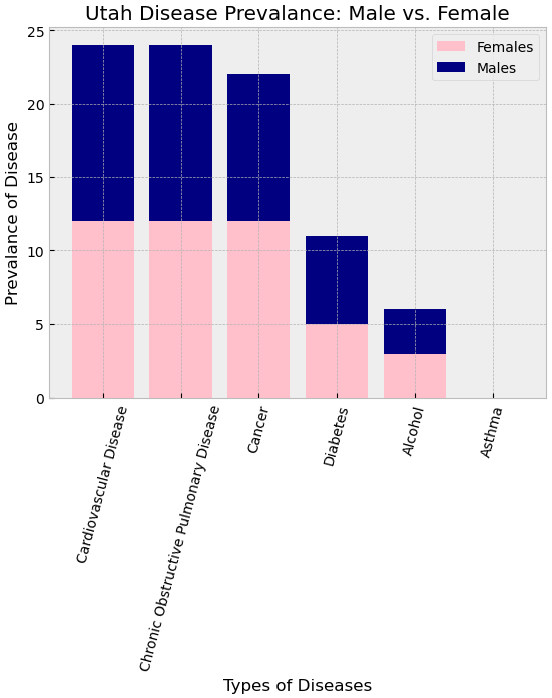 Utah Disease Prevalance: Male vs. Female
Females
Males
Prevalance of Disease
25
20
15
10
5
0
Cardiovascular Disease
Chronic Obstructive Pulmonary Disease
Cancer
Diabetes
Alcohol
Asthma
Types of Diseases